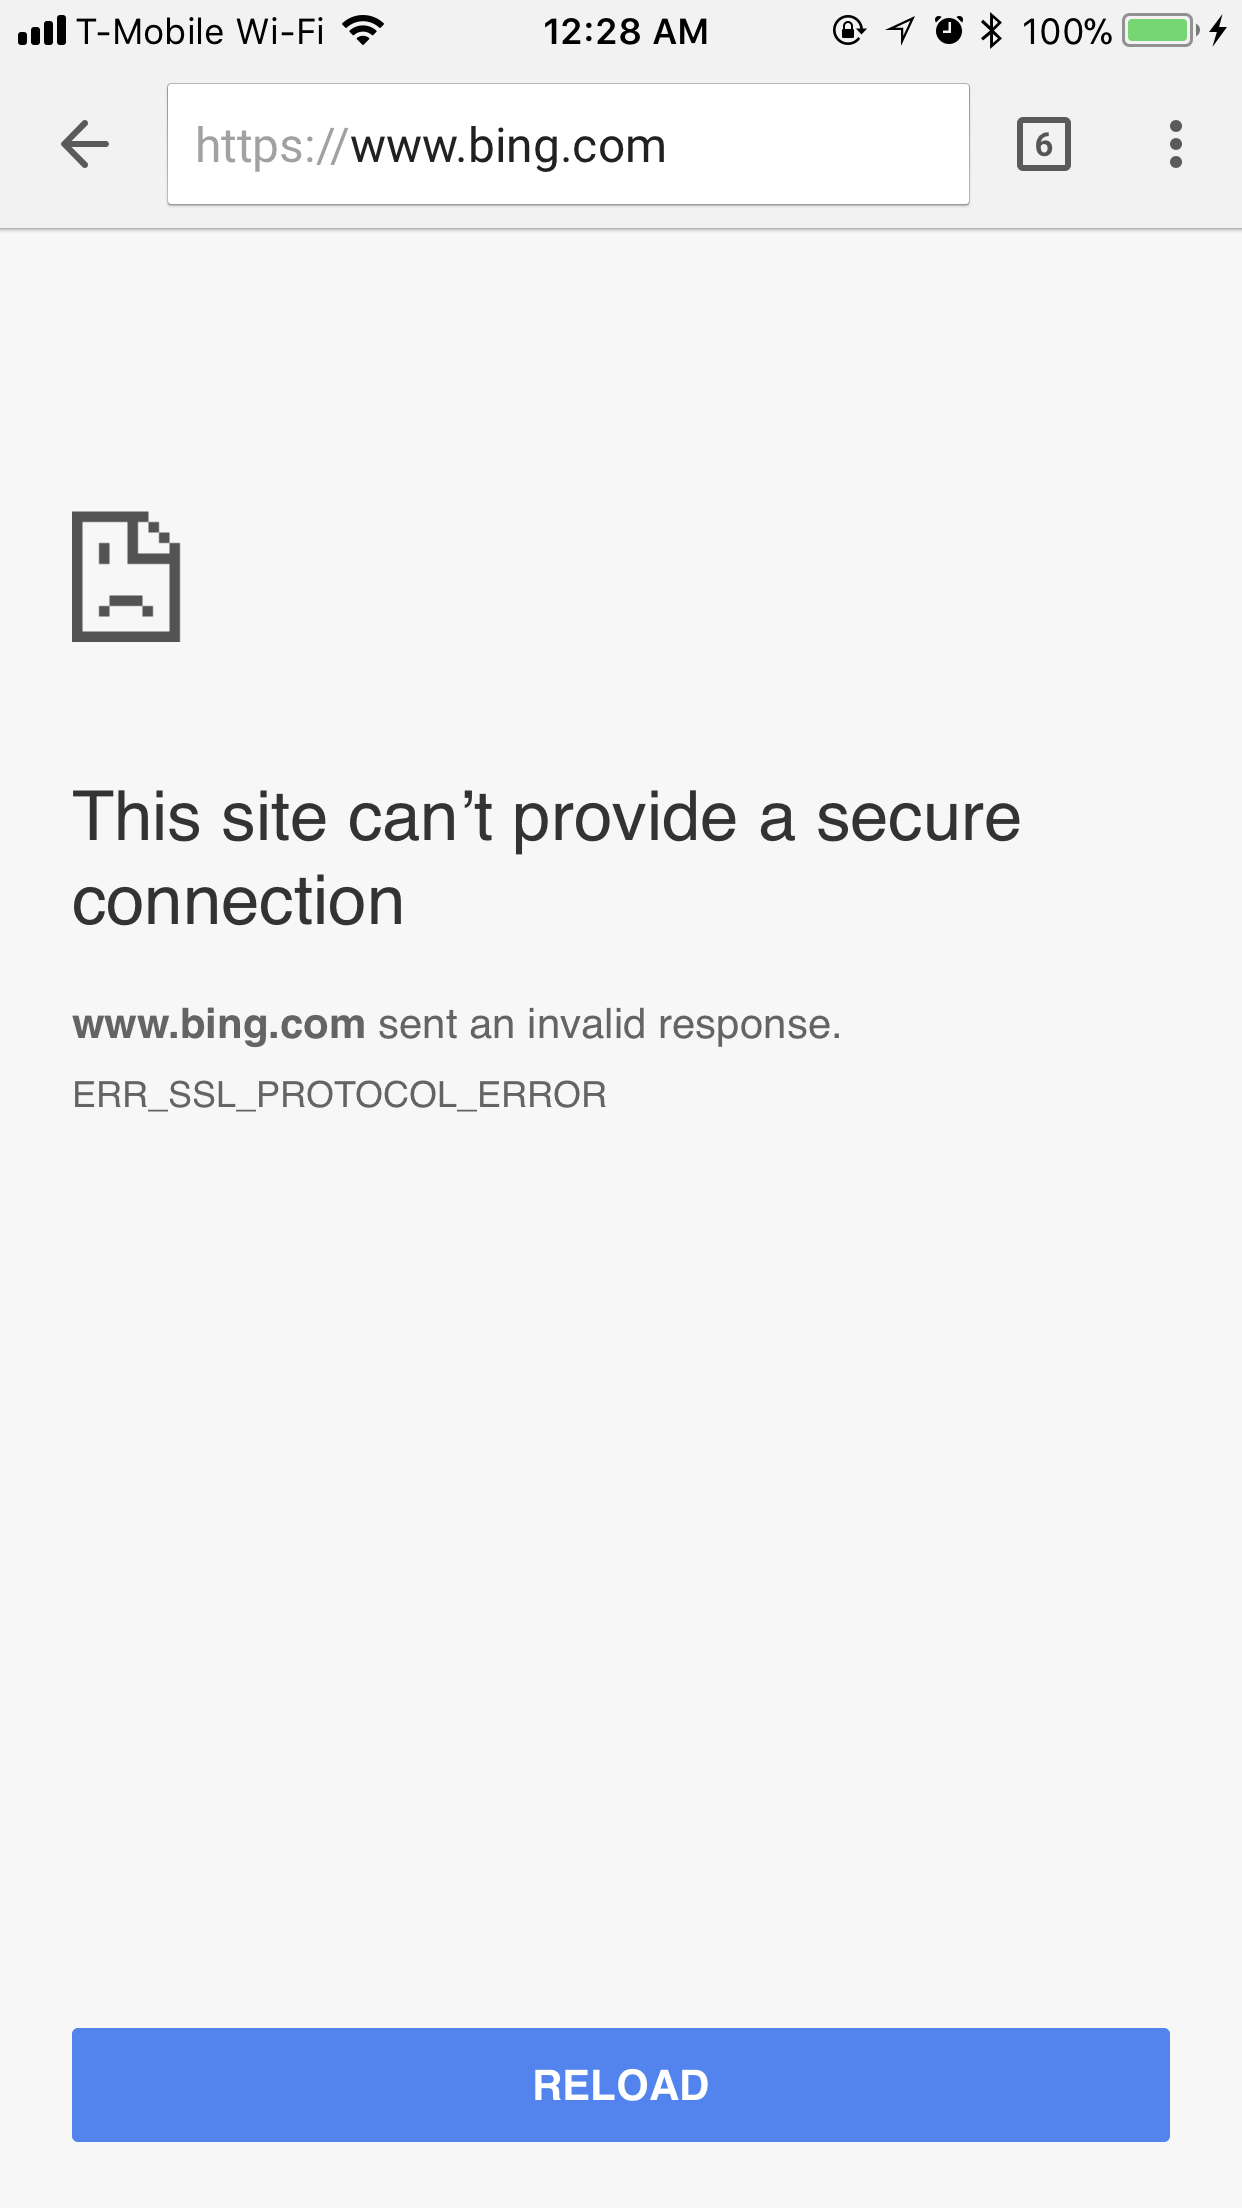 T-Mobile Wi-Fi 12:28 AM 100%
https://www.bing.com 6
This site can’t provide a secure
connection
www.bing.com sent an invalid response.
ERR_SSL_PROTOCOL_ERROR
RELOAD